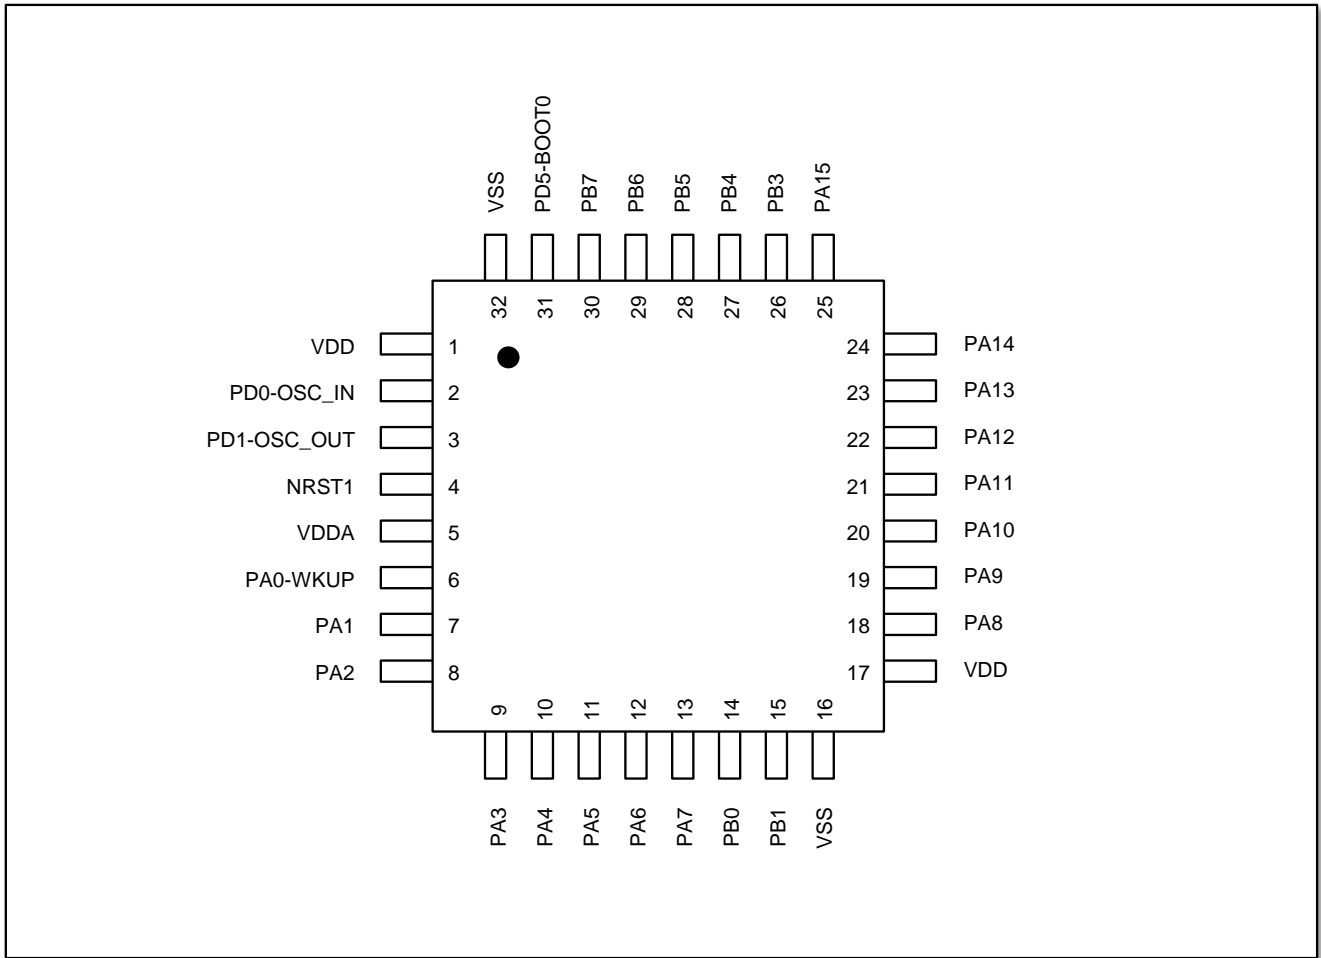 VSS
PD5-BOOT0
PB7
PB6
PB5
PB4
PB3
PA15
32
31
30
29
28
27
26
25
VDD 1
PD0-OSC_IN 2
PD1-OSC_OUT 3
NRST1 4
VDDA 5
PA0-WKUP 6
PA1 7
PA2 8
24 PA14
23 PA13
22 PA12
21 PA11
20 PA10
19 PA9
18 PA8
17 VDD
9
10
11
12
13
14
15
16
PA3
PA4
PA5
PA6
PA7
PB0
PB1
VSS